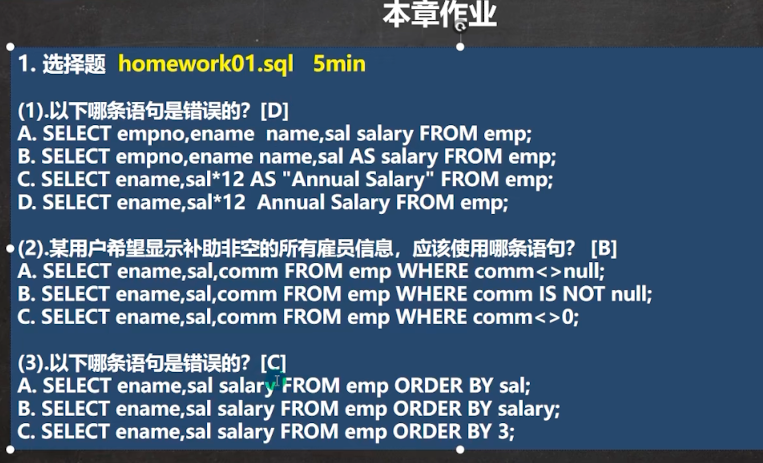 本章作业
1. 选择题  homework01.sql   5min
(1).以下哪条语句是错误的？[D]
A. SELECT empno,ename  name,sal salary FROM emp;
B. SELECT empno,ename name,sal AS salary FROM emp;
C. SELECT ename,sal*12 AS "Annual Salary" FROM emp;
D. SELECT ename,sal*12  Annual Salary FROM emp;
(2).某用户希望显示补助非空的所有雇员信息，应该使用哪条语句？ [B]
A. SELECT ename,sal,comm FROM emp WHERE comm<>null;
B. SELECT ename,sal,comm FROM emp WHERE comm IS NOT null;
C. SELECT ename,sal,comm FROM emp WHERE comm<>0;
(3).以下哪条语句是错误的？[C]
A. SELECT ename,sal salary FROM emp ORDER BY sal;
B. SELECT ename,sal salary FROM emp ORDER BY salary;
C. SELECT ename,sal salary FROM emp ORDER BY 3;